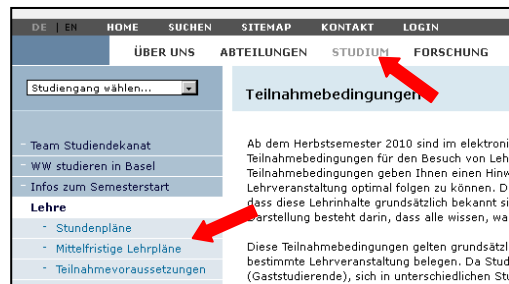 DE | EN HOME SUCHEN SITEMAP KONTAKT LOGIN
ÜBER UNS ABTEILUNGEN STUDIUM FORSCHUNG
Studiengang wählen...
Teilnahmebedingungen
- Team Studiendekanat
- WW studieren in Basel
- Infos zum Semesterstart
Lehre
- Stundenpläne
- Mittelfristige Lehrpläne
- Teilnahmevoraussetzungen
Ab dem Herbstsemester 2010 sind im elektroni
Teilnahmebedingungen für den Besuch von Leh
Teilnahmebedingungen geben Ihnen einen Hinw
Lehrveranstaltung optimal folgen zu können. D
dass diese Lehrinhalte grundsätzlich bekannt si
Darstellung besteht darin, dass alle wissen, wa
Diese Teilnahmebedingungen gelten grundsätzl
bestimmte Lehrveranstaltung belegen. Da Stud
(Gaststudierende), sich in unterschiedlichen Stu